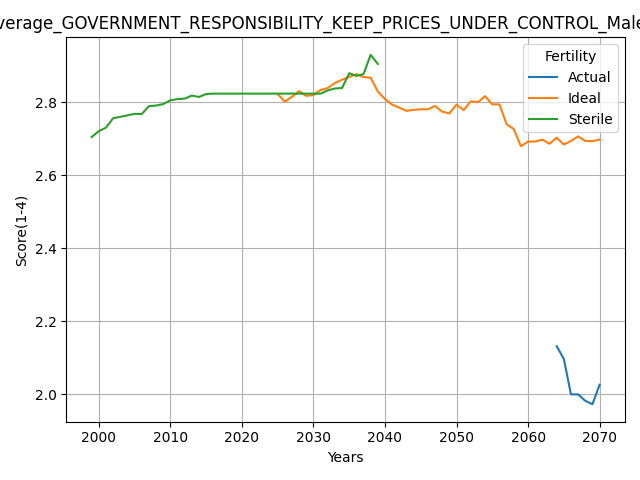 verage_GOVERNMENT_RESPONSIBILITY_KEEP_PRICES_UNDER_CONTROL_Male
Fertility
Actual
Ideal
Sterile
Score(1-4)
2.8
2.6
2.4
2.2
2.0
2000 2010 2020 2030 2040 2050 2060 2070
Years